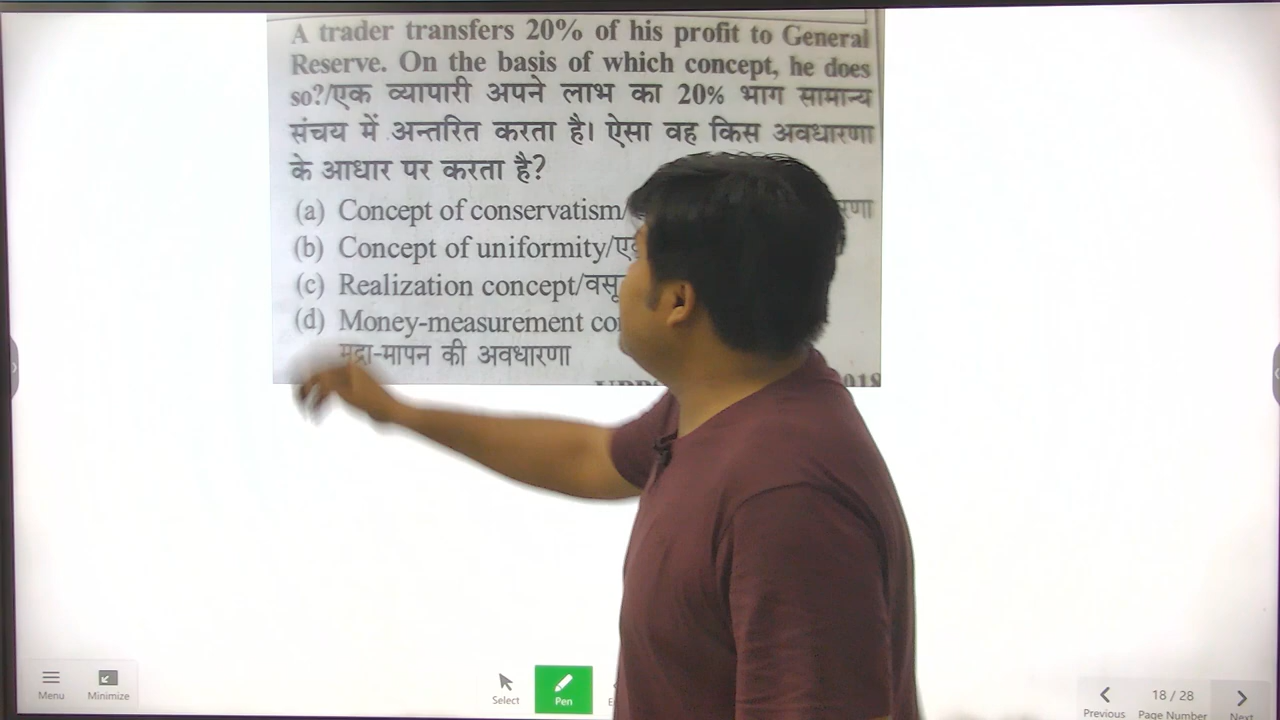 A trader transfers 20% of his profit to General
Reserve. On the basis of which concept, he does
so?/एक व्यापारी अपने लाभ का 20% भाग सामान्य
संचय में अन्तरित करता है। ऐसा वह किस अवधारणा
के आधार पर करता है?
(a) Concept of conservatism/
(b) Concept of uniformity/
(c) Realization concept/
(d) Money-measurement
मुद्रा-मापन की अवधारणा
Menu
Minimize
Select
Pen
18 / 28
Previous
Page Number
Next